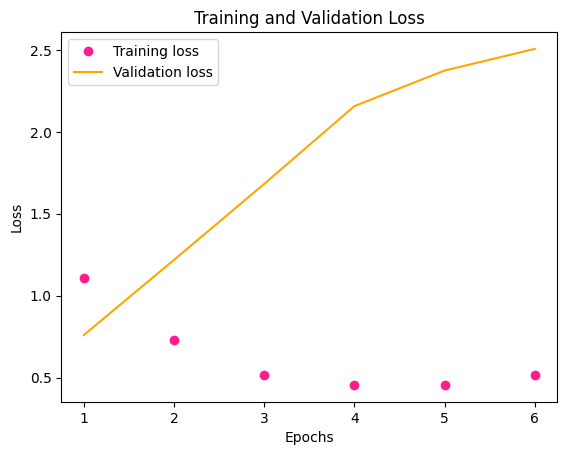 Training and Validation Loss
Training loss
Validation loss
2.5
2.0
1.5
1.0
0.5
Loss
1 2 3 4 5 6
Epochs